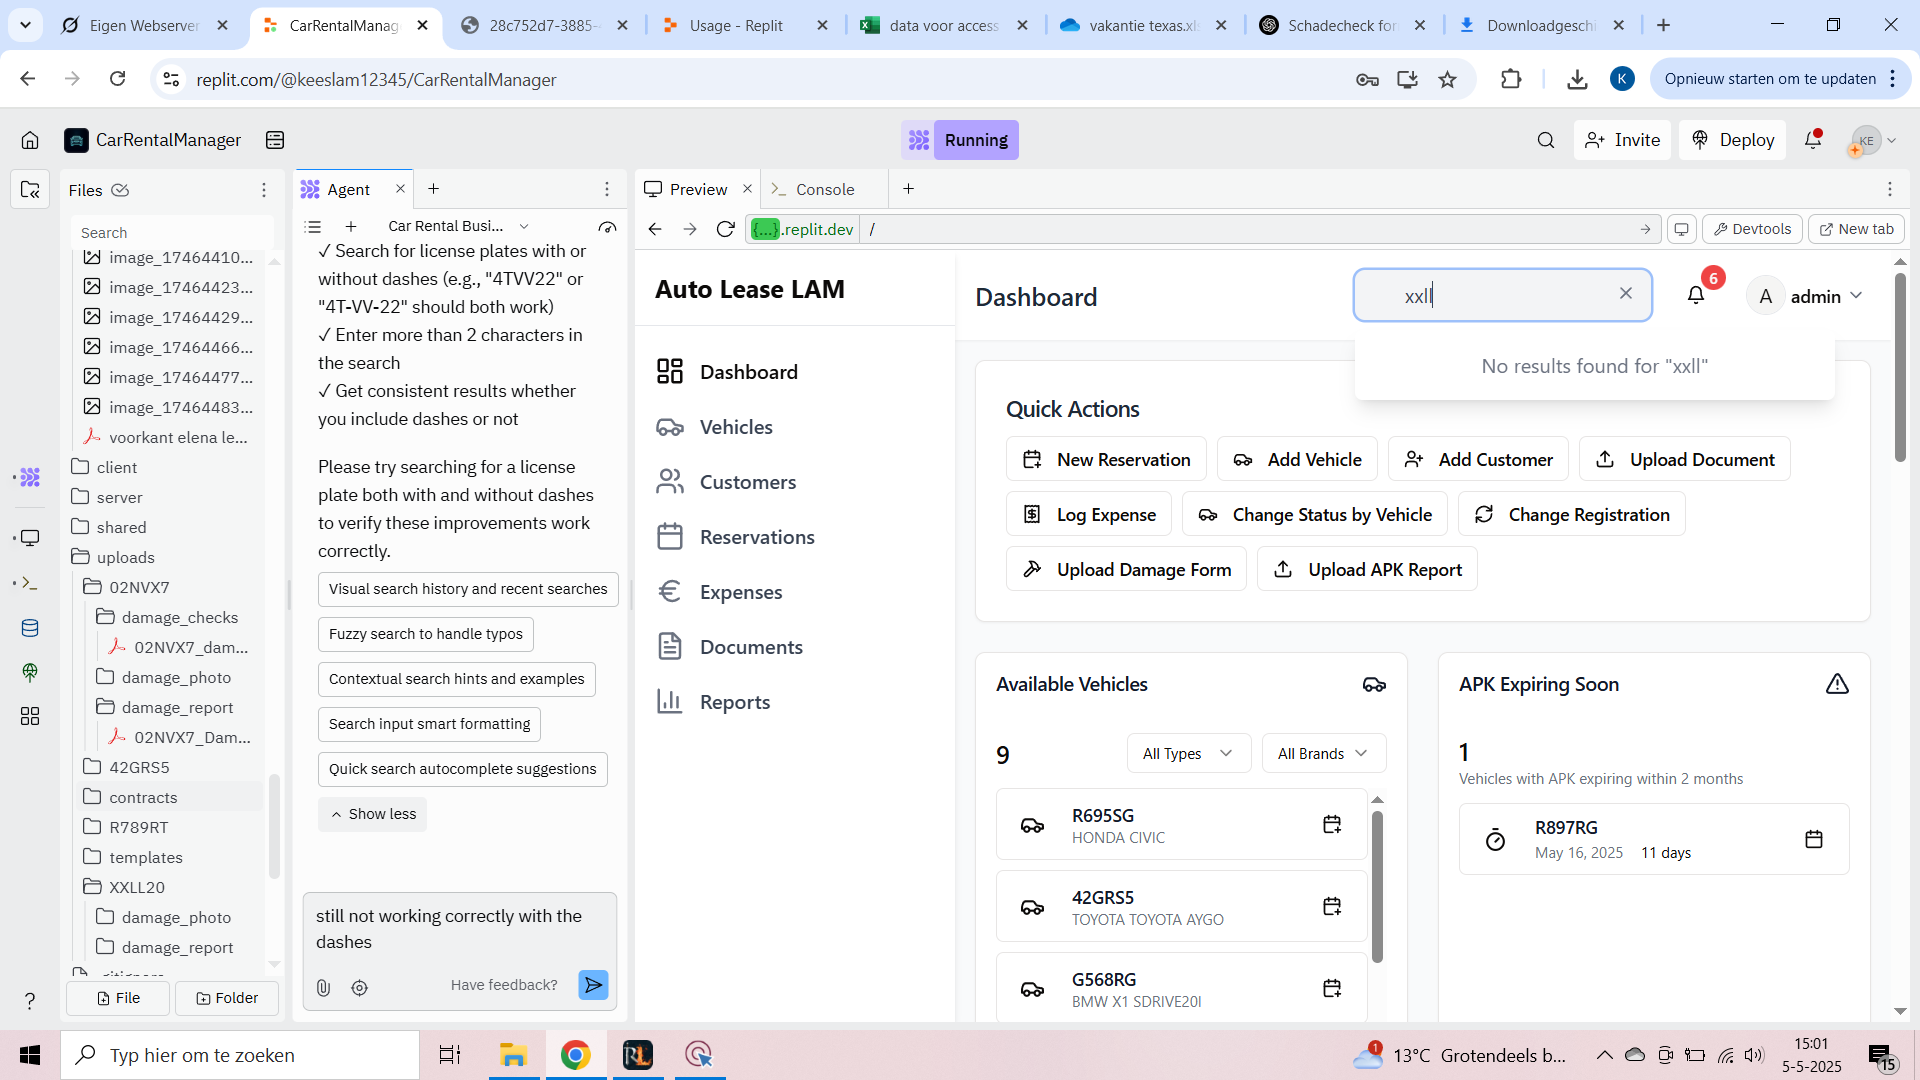 Eigen Webserver
CarRentalManag
28c752d7-3885-
Usage - Replit
data voor access
vakantie texas.xls
Schadecheck for
Downloadgeschi
replit.com/@keeslam12345/CarRentalManager
K
Opnieuw starten om te updaten
CarRentalManager
Running
Invite
Deploy
KE
Files
Agent
Preview
Console
Search
Car Rental Busi...
{...}.replit.dev
/
Devtools
New tab
image_17464410...
image_17464423...
image_17464429...
image_17464466...
image_17464477...
image_17464483...
voorkant elena le...
client
server
shared
uploads
02NVX7
damage_checks
02NVX7_dam...
damage_photo
damage_report
02NVX7_Dam...
42GRS5
contracts
R789RT
templates
XXLL20
damage_photo
damage_report
.gitignore
File
Folder
✓ Search for license plates with or
without dashes (e.g., "4TVV22" or
"4T-VV-22" should both work)
✓ Enter more than 2 characters in
the search
✓ Get consistent results whether
you include dashes or not
Please try searching for a license
plate both with and without dashes
to verify these improvements work
correctly.
Visual search history and recent searches
Fuzzy search to handle typos
Contextual search hints and examples
Search input smart formatting
Quick search autocomplete suggestions
Show less
still not working correctly with the
dashes
Have feedback?
Auto Lease LAM
Dashboard
Vehicles
Customers
Reservations
Expenses
Documents
Reports
Dashboard
xxll
6
A
admin
No results found for "xxll"
Quick Actions
New Reservation
Add Vehicle
Add Customer
Upload Document
Log Expense
Change Status by Vehicle
Change Registration
Upload Damage Form
Upload APK Report
Available Vehicles
9
All Types
All Brands
R695SG
HONDA CIVIC
42GRS5
TOYOTA TOYOTA AYGO
G568RG
BMW X1 SDRIVE20I
APK Expiring Soon
1
Vehicles with APK expiring within 2 months
R897RG
May 16, 2025 11 days
Typ hier om te zoeken
1
13°C Grotendeels b...
15:01
5-5-2025
15